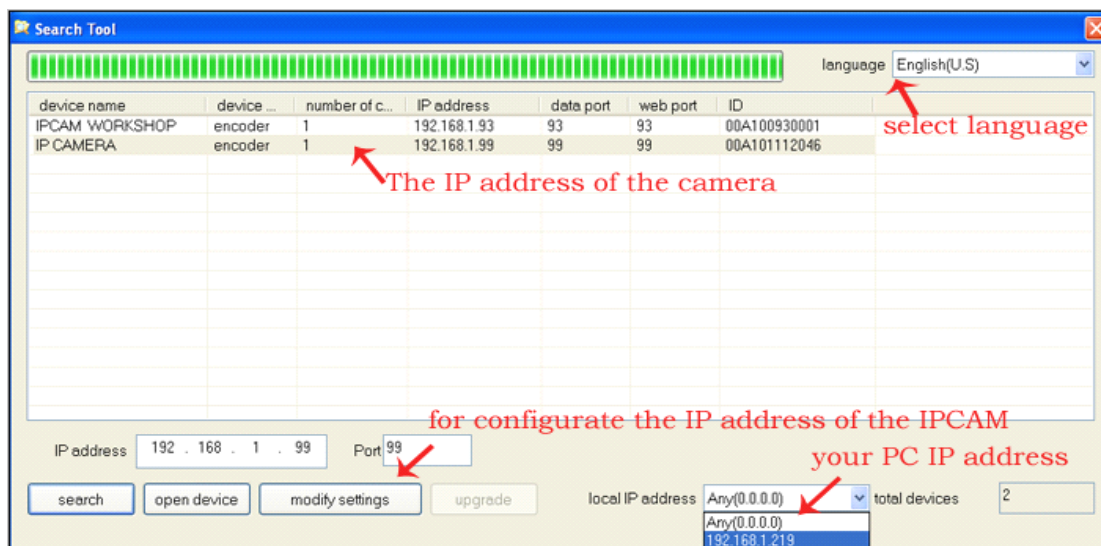 Search Tool
language English(U.S)
device name device ... number of c... IP address data port web port ID
select language
IPCAM WORKSHOP encoder 1 192.168.1.93 93 93 00A100930001
IP CAMERA encoder 1 192.168.1.99 99 99 00A101112046
The IP address of the camera
for configurate the IP address of the IPCAM
IP address 192 . 168 . 1 . 99 Port 99
your PC IP address
search open device modify settings upgrade local IP address Any(0.0.0.0) total devices 2
Any(0.0.0.0)
192.168.1.219